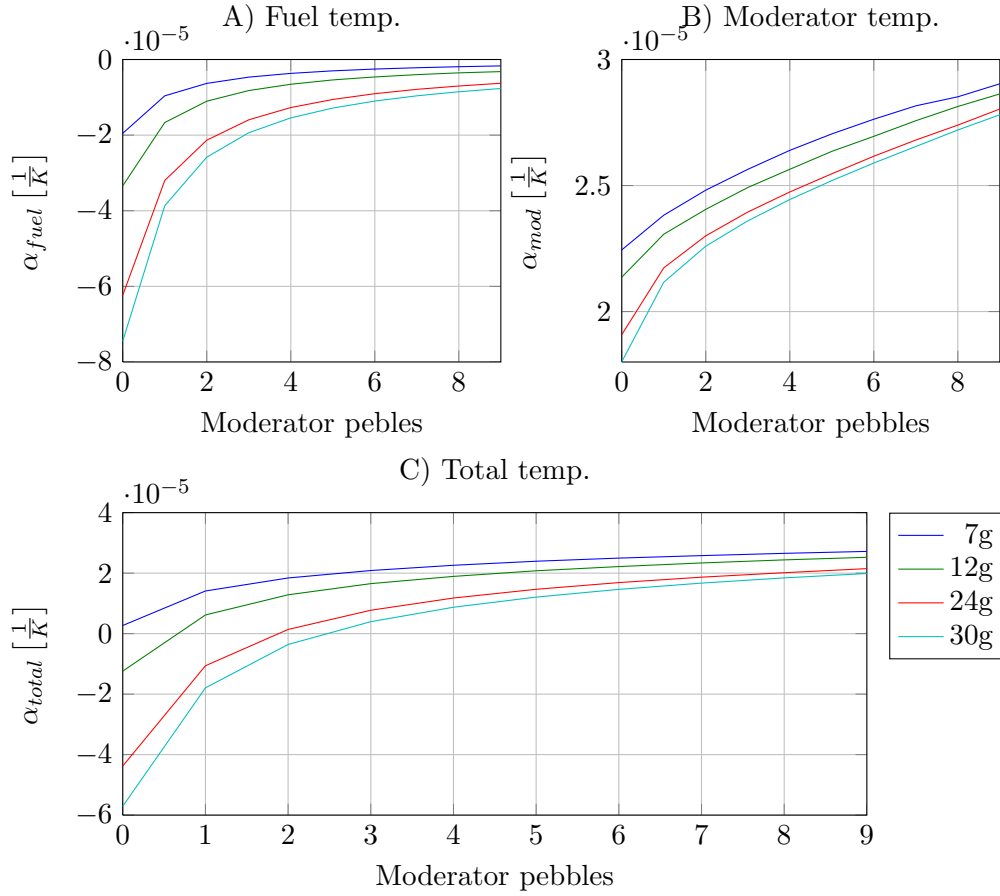 A) Fuel temp.
·10⁻⁵
0
−2
−4
−6
−8
α_fuel [1/K]
0 2 4 6 8
Moderator pebbles
B) Moderator temp.
·10⁻⁵
3
2.5
2
α_mod [1/K]
0 2 4 6 8
Moderator pebbles
C) Total temp.
·10⁻⁵
4
2
0
−2
−4
−6
α_total [1/K]
0 1 2 3 4 5 6 7 8 9
Moderator pebbles
7g
12g
24g
30g